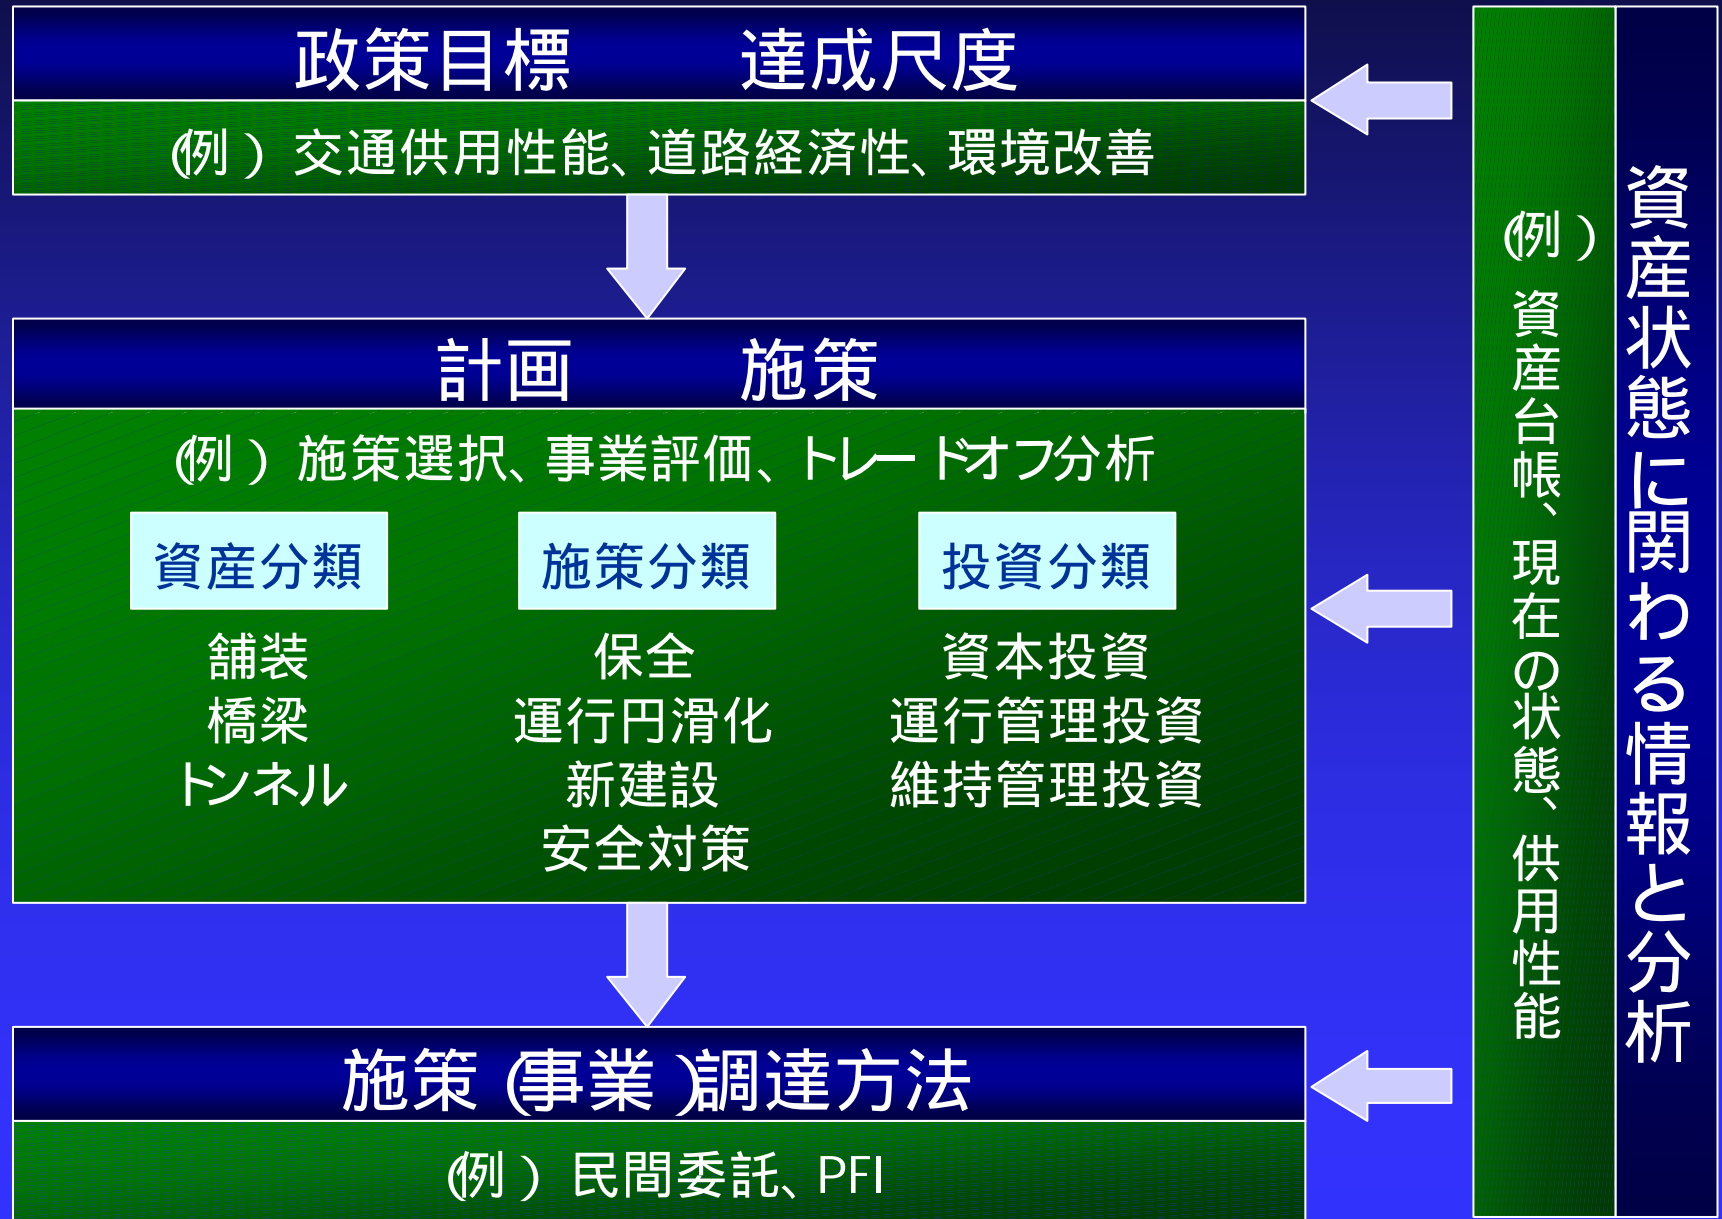 政策目標　達成尺度
(例）交通供用性能、道路経済性、環境改善
計画　施策
(例）施策選択、事業評価、トレードオフ分析
資産分類　施策分類　投資分類
舗装　保全　資本投資
橋梁　運行円滑化　運行管理投資
トンネル　新建設　維持管理投資
安全対策
施策（事業）調達方法
(例）民間委託、PFI
(例）
資産台帳、現在の状態、供用性能
資産状態に関わる情報と分析